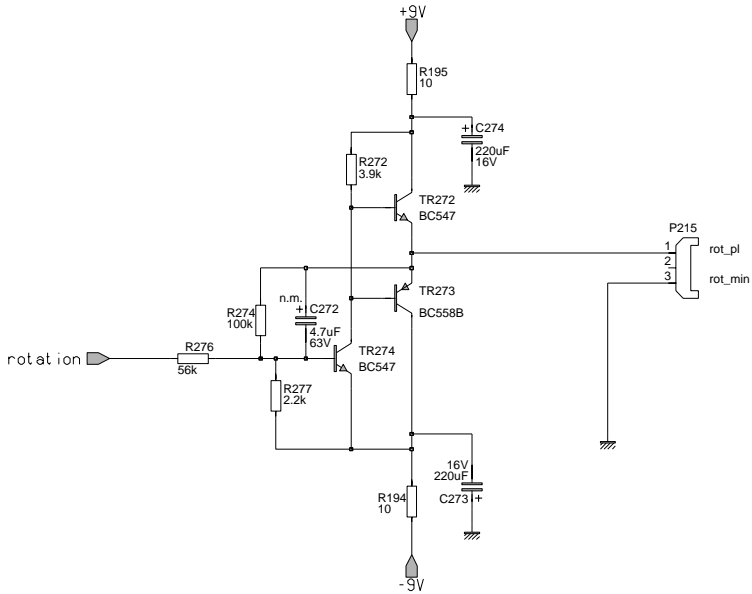 +9V
R195
10
C274
+
220uF
16V
R272
3.9k
TR272
BC547
P215
1
rot_pl
2
3
rot_min
TR273
BC558B
n.m.
+
C272
4.7uF
63V
R274
100k
TR274
BC547
rotation
R276
56k
R277
2.2k
16V
220uF
C273
+
R194
10
-9V